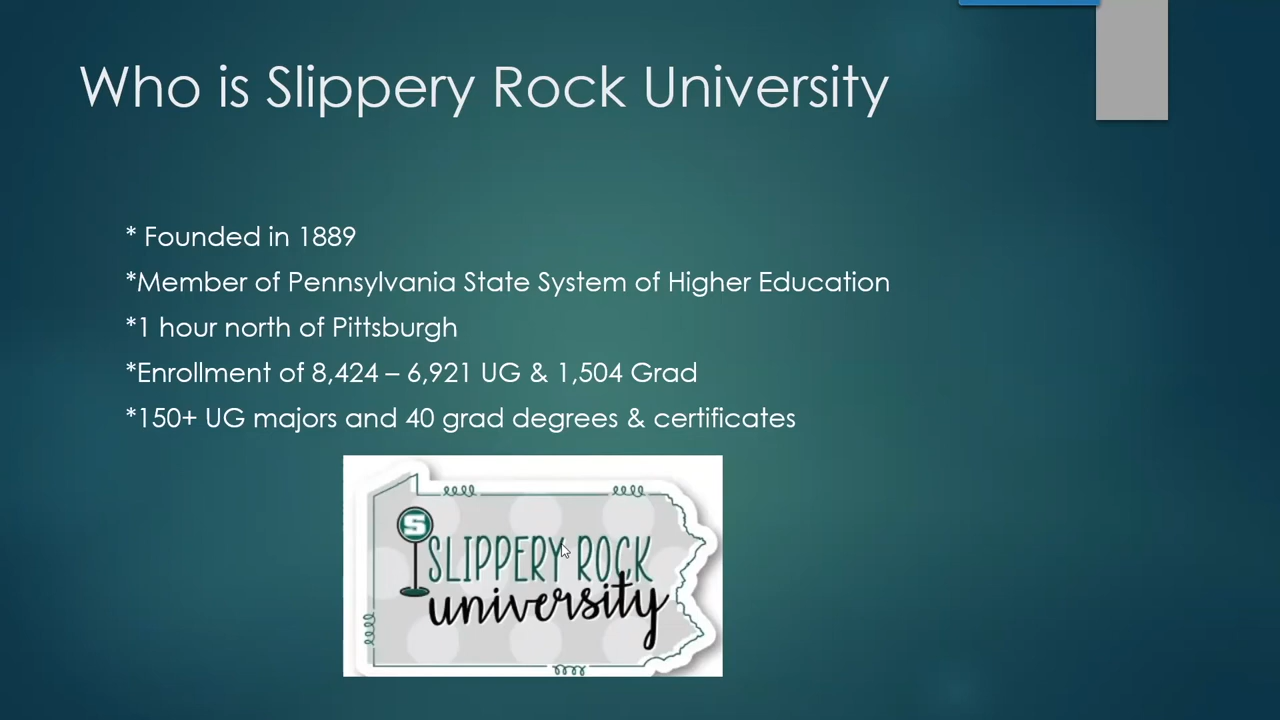 Who is Slippery Rock University
* Founded in 1889
*Member of Pennsylvania State System of Higher Education
*1 hour north of Pittsburgh
*Enrollment of 8,424 – 6,921 UG & 1,504 Grad
*150+ UG majors and 40 grad degrees & certificates
S
SLIPPERY ROCK
university